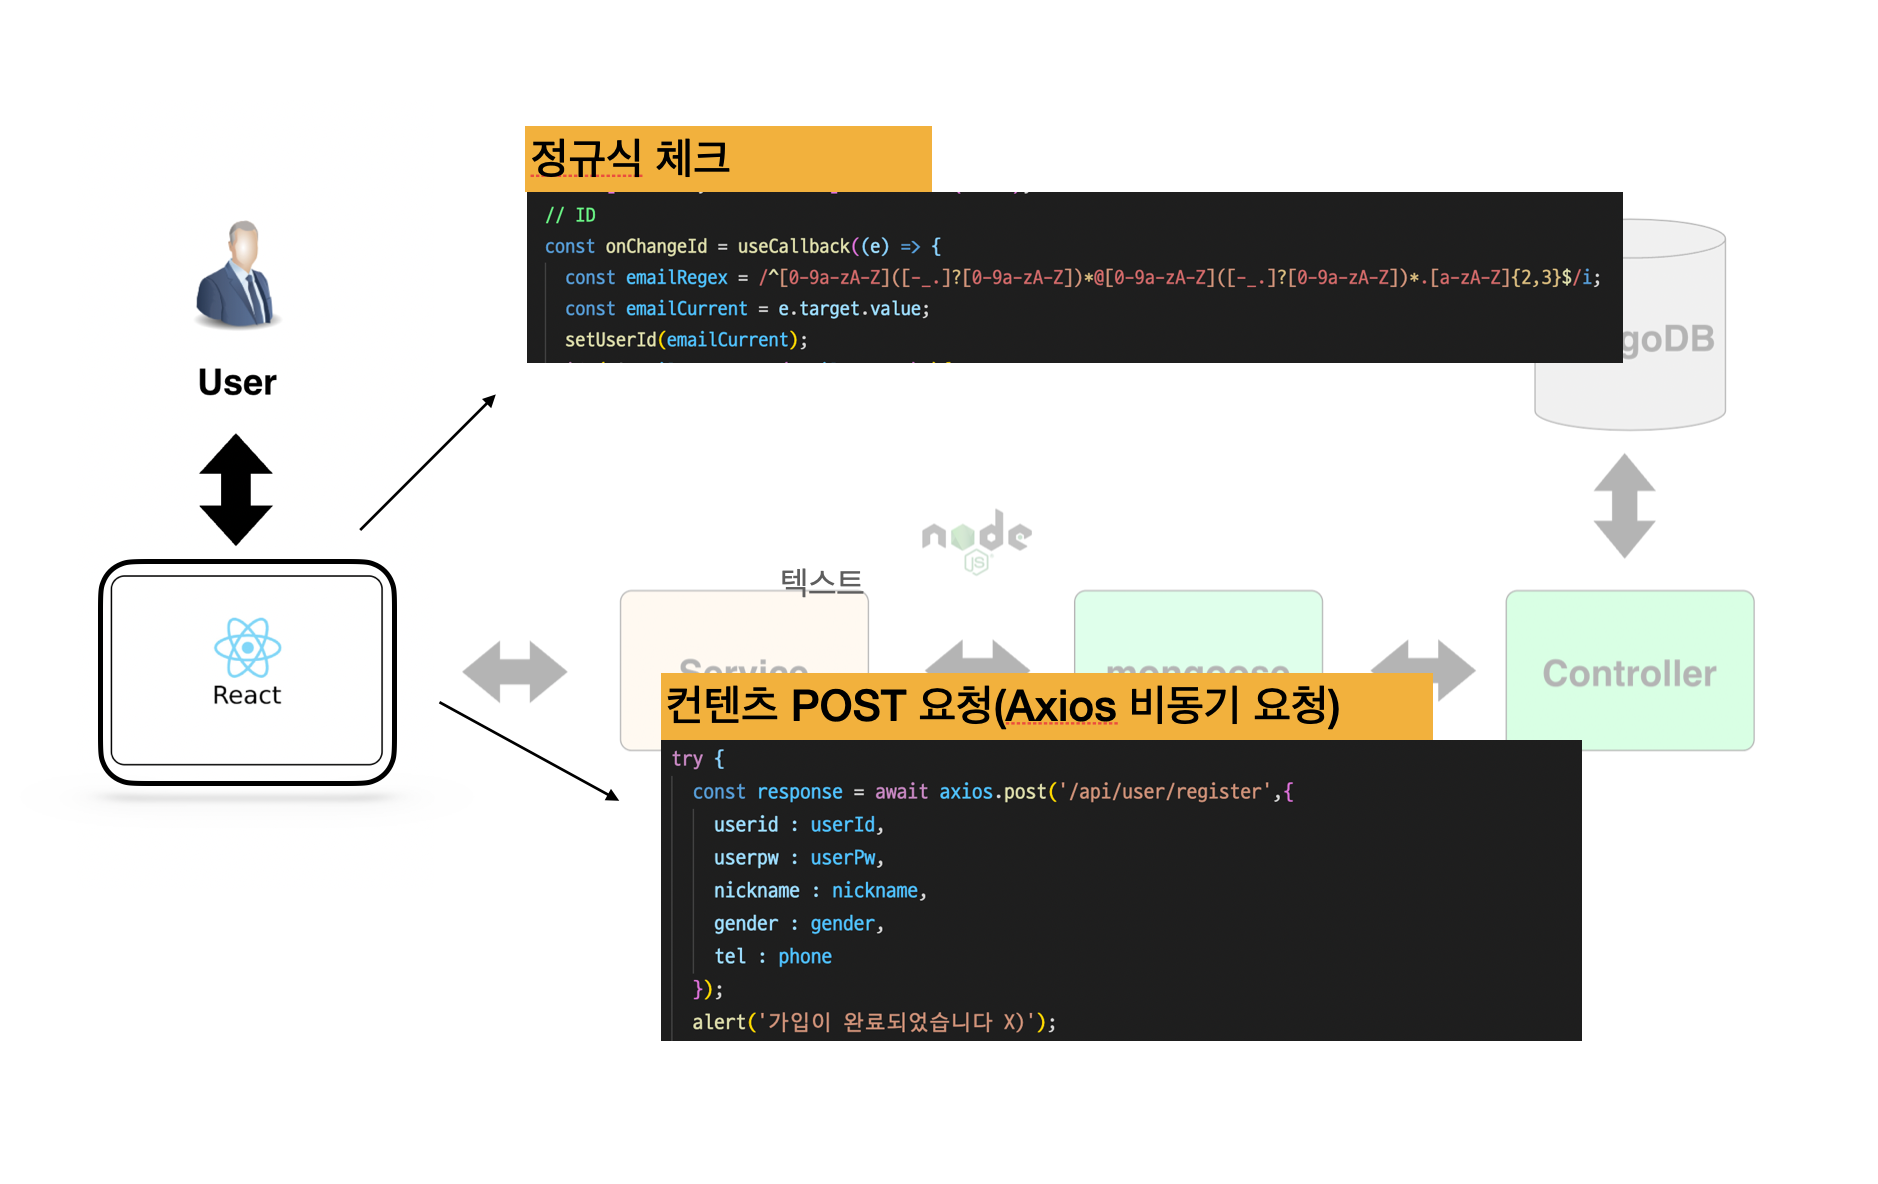 정규식 체크
// ID
const onChangeId = useCallback((e) => {
const emailRegex = /^[0-9a-zA-Z]([-_.]?[0-9a-zA-Z])*@[0-9a-zA-Z]([-_.]?[0-9a-zA-Z])*.[a-zA-Z]{2,3}$/i;
const emailCurrent = e.target.value;
setUserId(emailCurrent);
goDB
User
node
JS
텍스트
React
Service
mongoose
Controller
컨텐츠 POST 요청(Axios 비동기 요청)
try {
const response = await axios.post('/api/user/register',{
userid : userId,
userpw : userPw,
nickname : nickname,
gender : gender,
tel : phone
});
alert('가입이 완료되었습니다 X)');